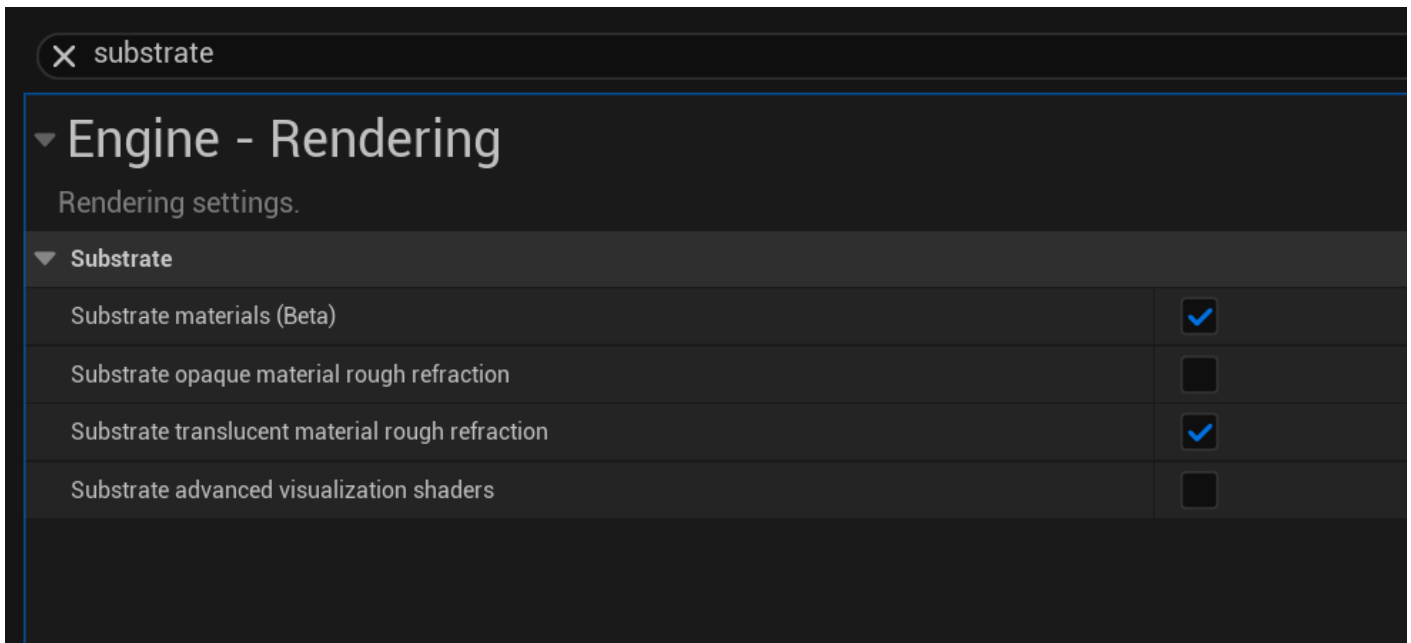 substrate
Engine - Rendering
Rendering settings.
Substrate
Substrate materials (Beta)
Substrate opaque material rough refraction
Substrate translucent material rough refraction
Substrate advanced visualization shaders